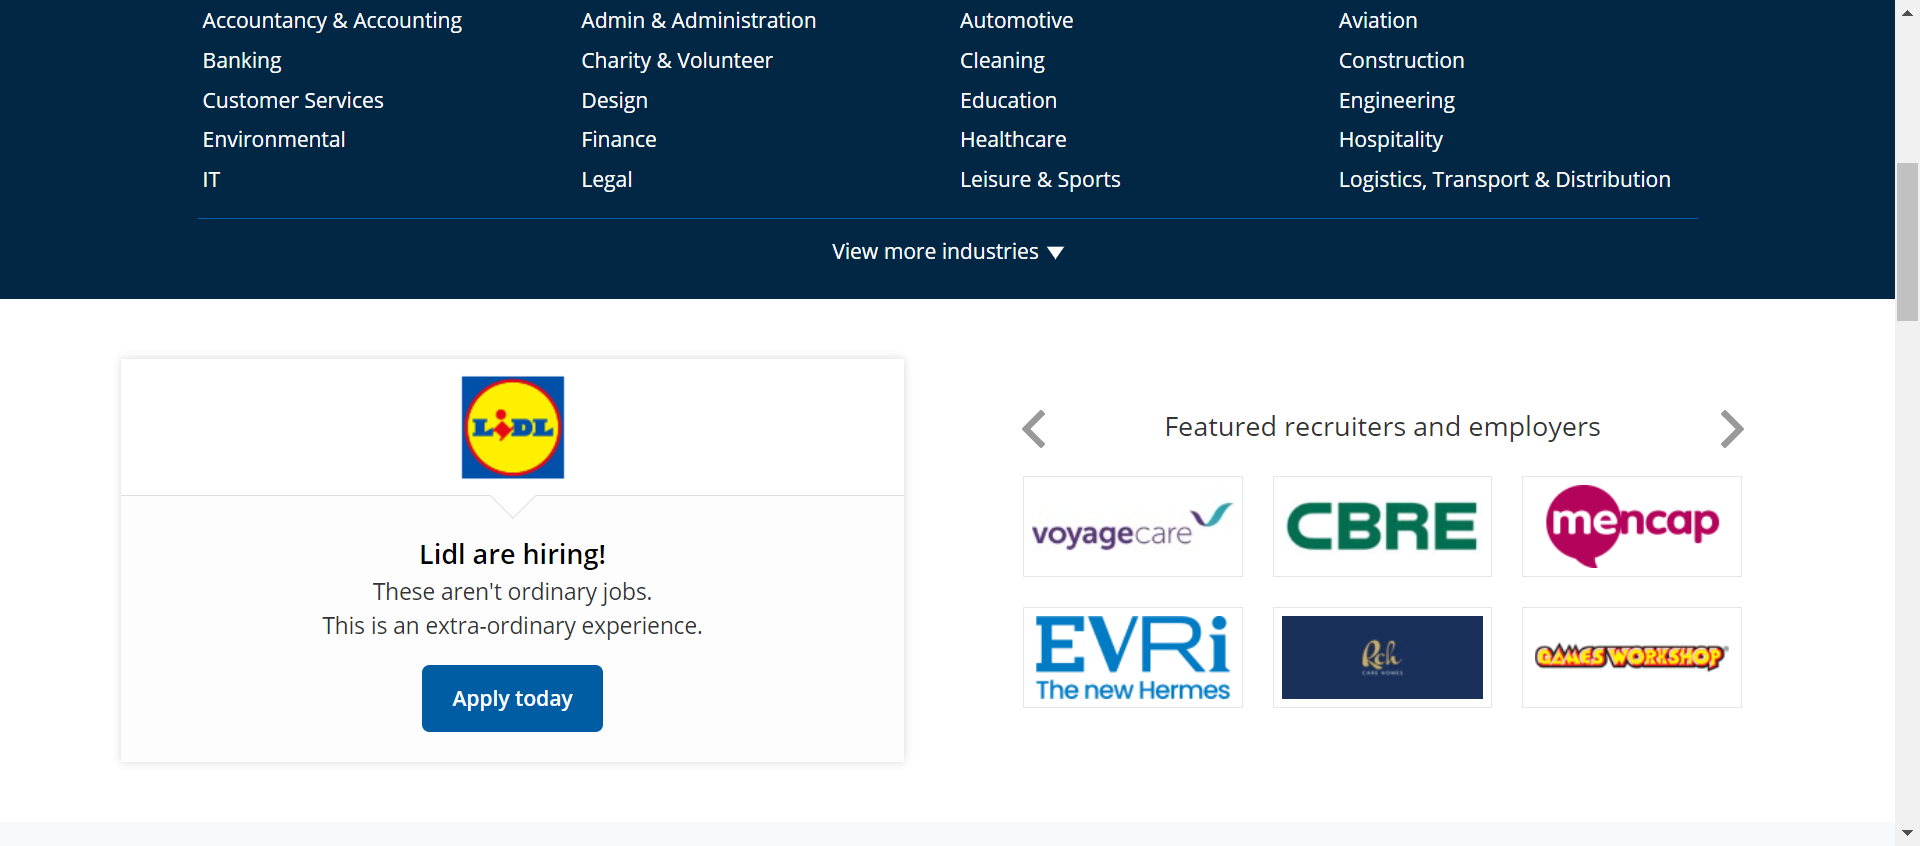 Accountancy & Accounting
Admin & Administration
Automotive
Aviation
Banking
Charity & Volunteer
Cleaning
Construction
Customer Services
Design
Education
Engineering
Environmental
Finance
Healthcare
Hospitality
IT
Legal
Leisure & Sports
Logistics, Transport & Distribution
View more industries
LiDL
Lidl are hiring!
These aren't ordinary jobs.
This is an extra-ordinary experience.
Apply today
Featured recruiters and employers
voyagecare
CBRE
mencap
EVRi
The new Hermes
Rch
CARE HOMES
GAMES WORKSHOP